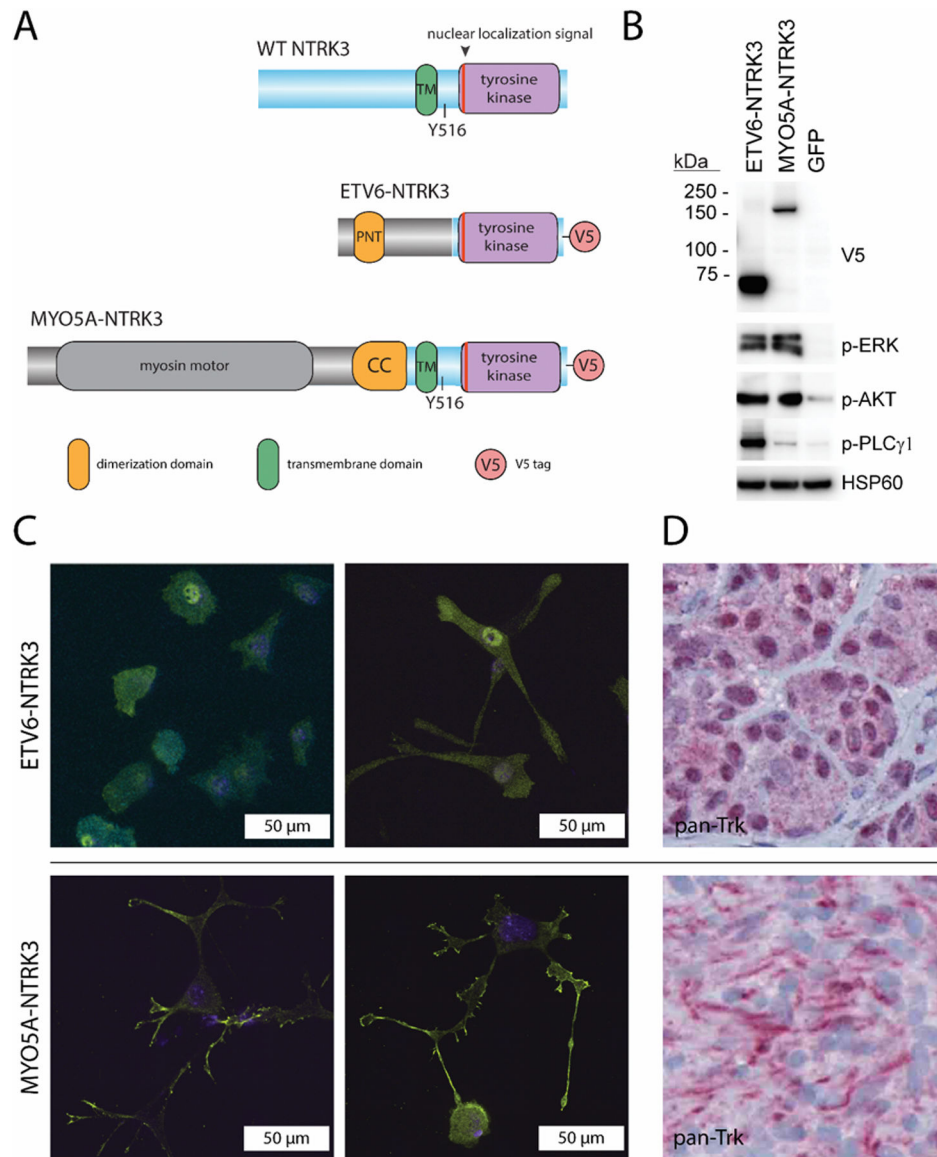 A
WT NTRK3
nuclear localization signal
TM
tyrosine
kinase
Y516
ETV6-NTRK3
PNT
tyrosine
kinase
V5
MYO5A-NTRK3
myosin motor
CC
TM
tyrosine
kinase
V5
Y516
dimerization domain
transmembrane domain
V5
V5 tag
B
ETV6-NTRK3
MYO5A-NTRK3
GFP
kDa
250 -
150 -
100 -
75 -
V5
p-ERK
p-AKT
p-PLCγ1
HSP60
C
D
ETV6-NTRK3
50 μm
50 μm
pan-Trk
MYO5A-NTRK3
50 μm
50 μm
pan-Trk